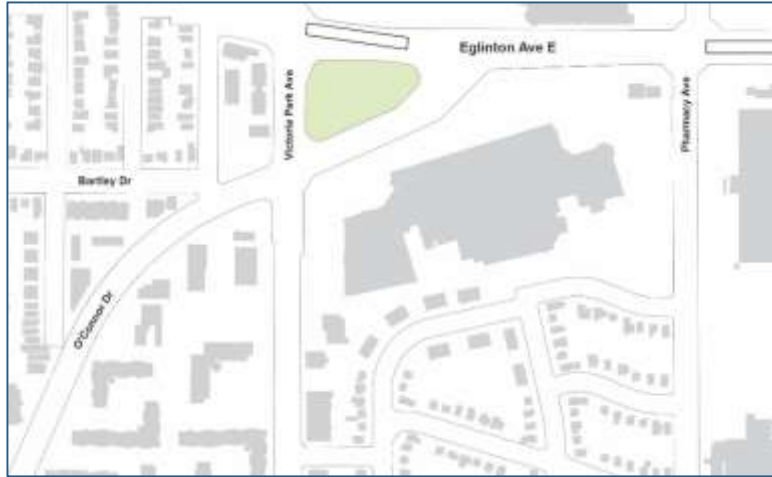 Eglinton Ave E
Victoria Park Ave
Pharmacy Ave
Bartley Dr
O'Connor Dr